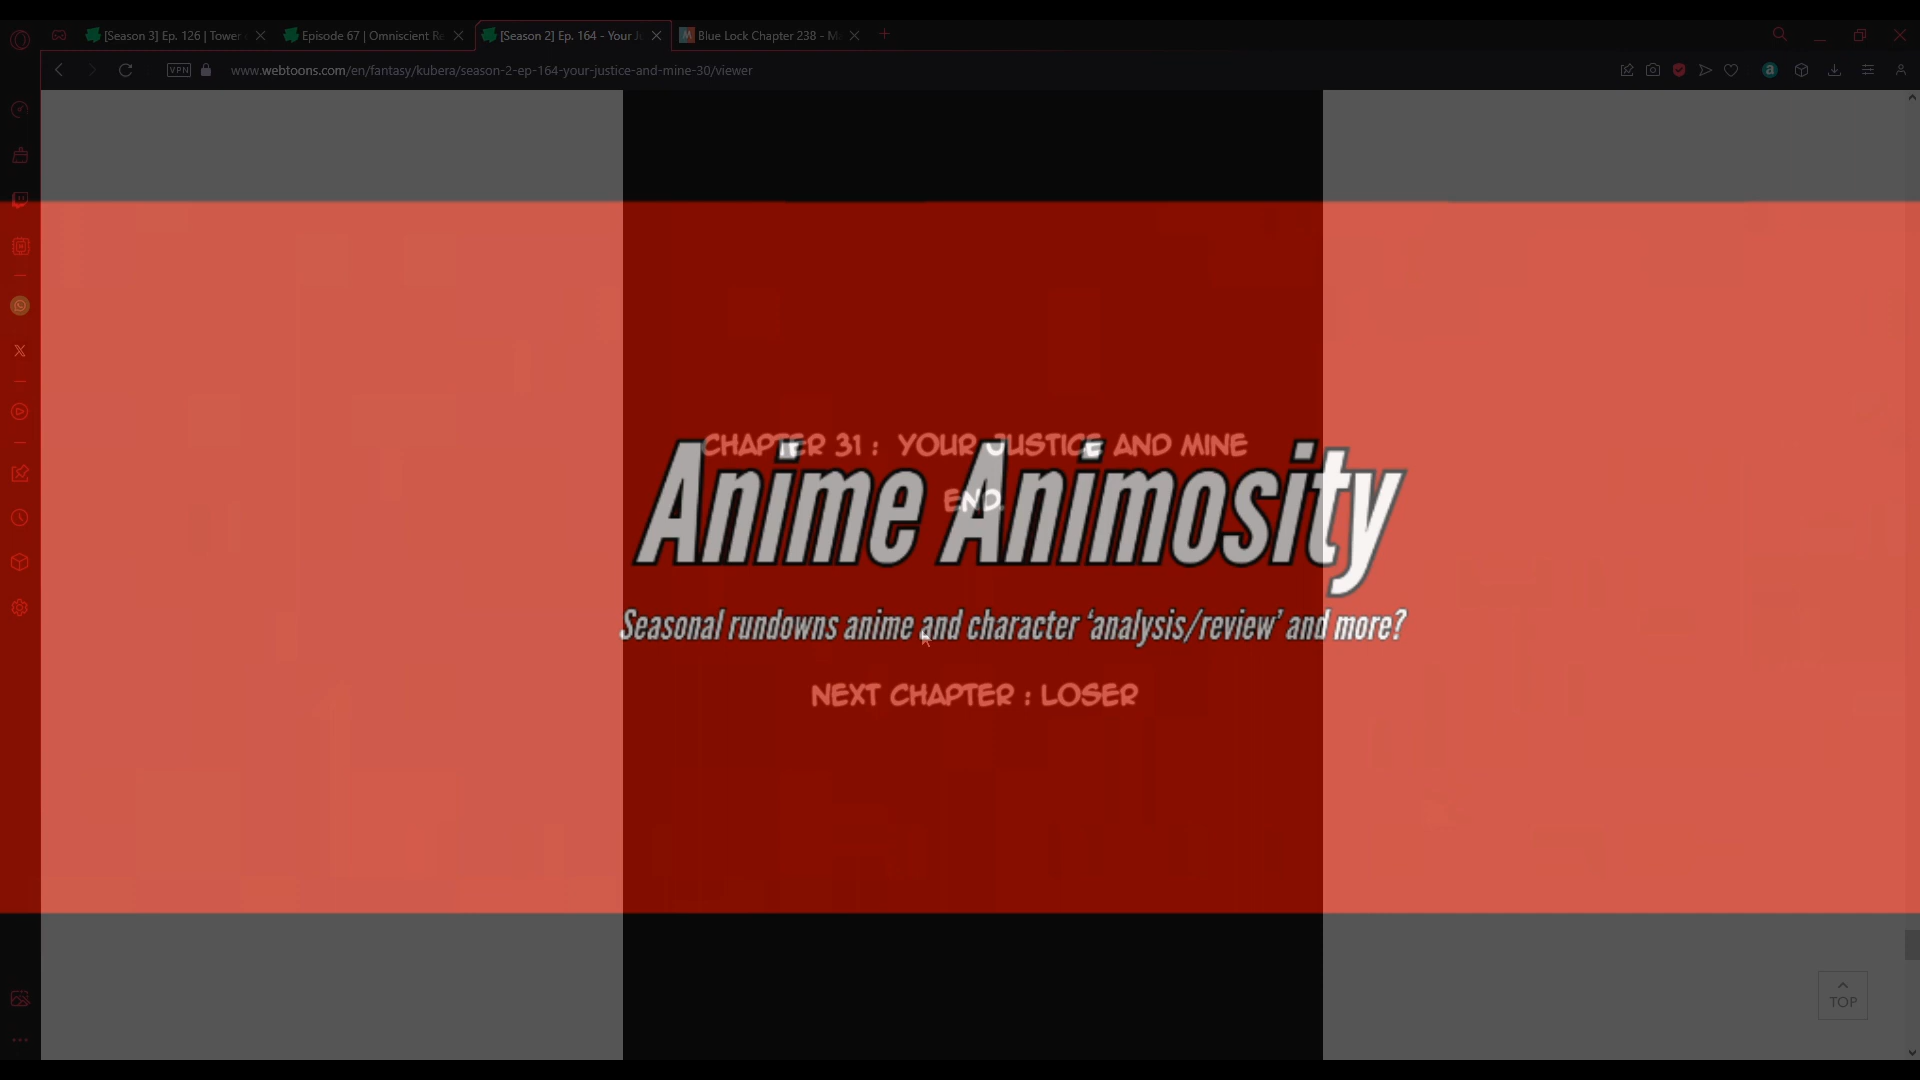 [Season 3] Ep. 126 | Tower
Episode 67 | Omniscient Re
[Season 2] Ep. 164 - Your Ju
Blue Lock Chapter 238 - M
VPN
www.webtoons.com/en/fantasy/kubera/season-2-ep-164-your-justice-and-mine-30/viewer
CHAPTER 31 : YOUR JUSTICE AND MINE
END.
Anime Animosity
Seasonal rundowns anime and character ‘analysis/review’ and more?
NEXT CHAPTER : LOSER
TOP